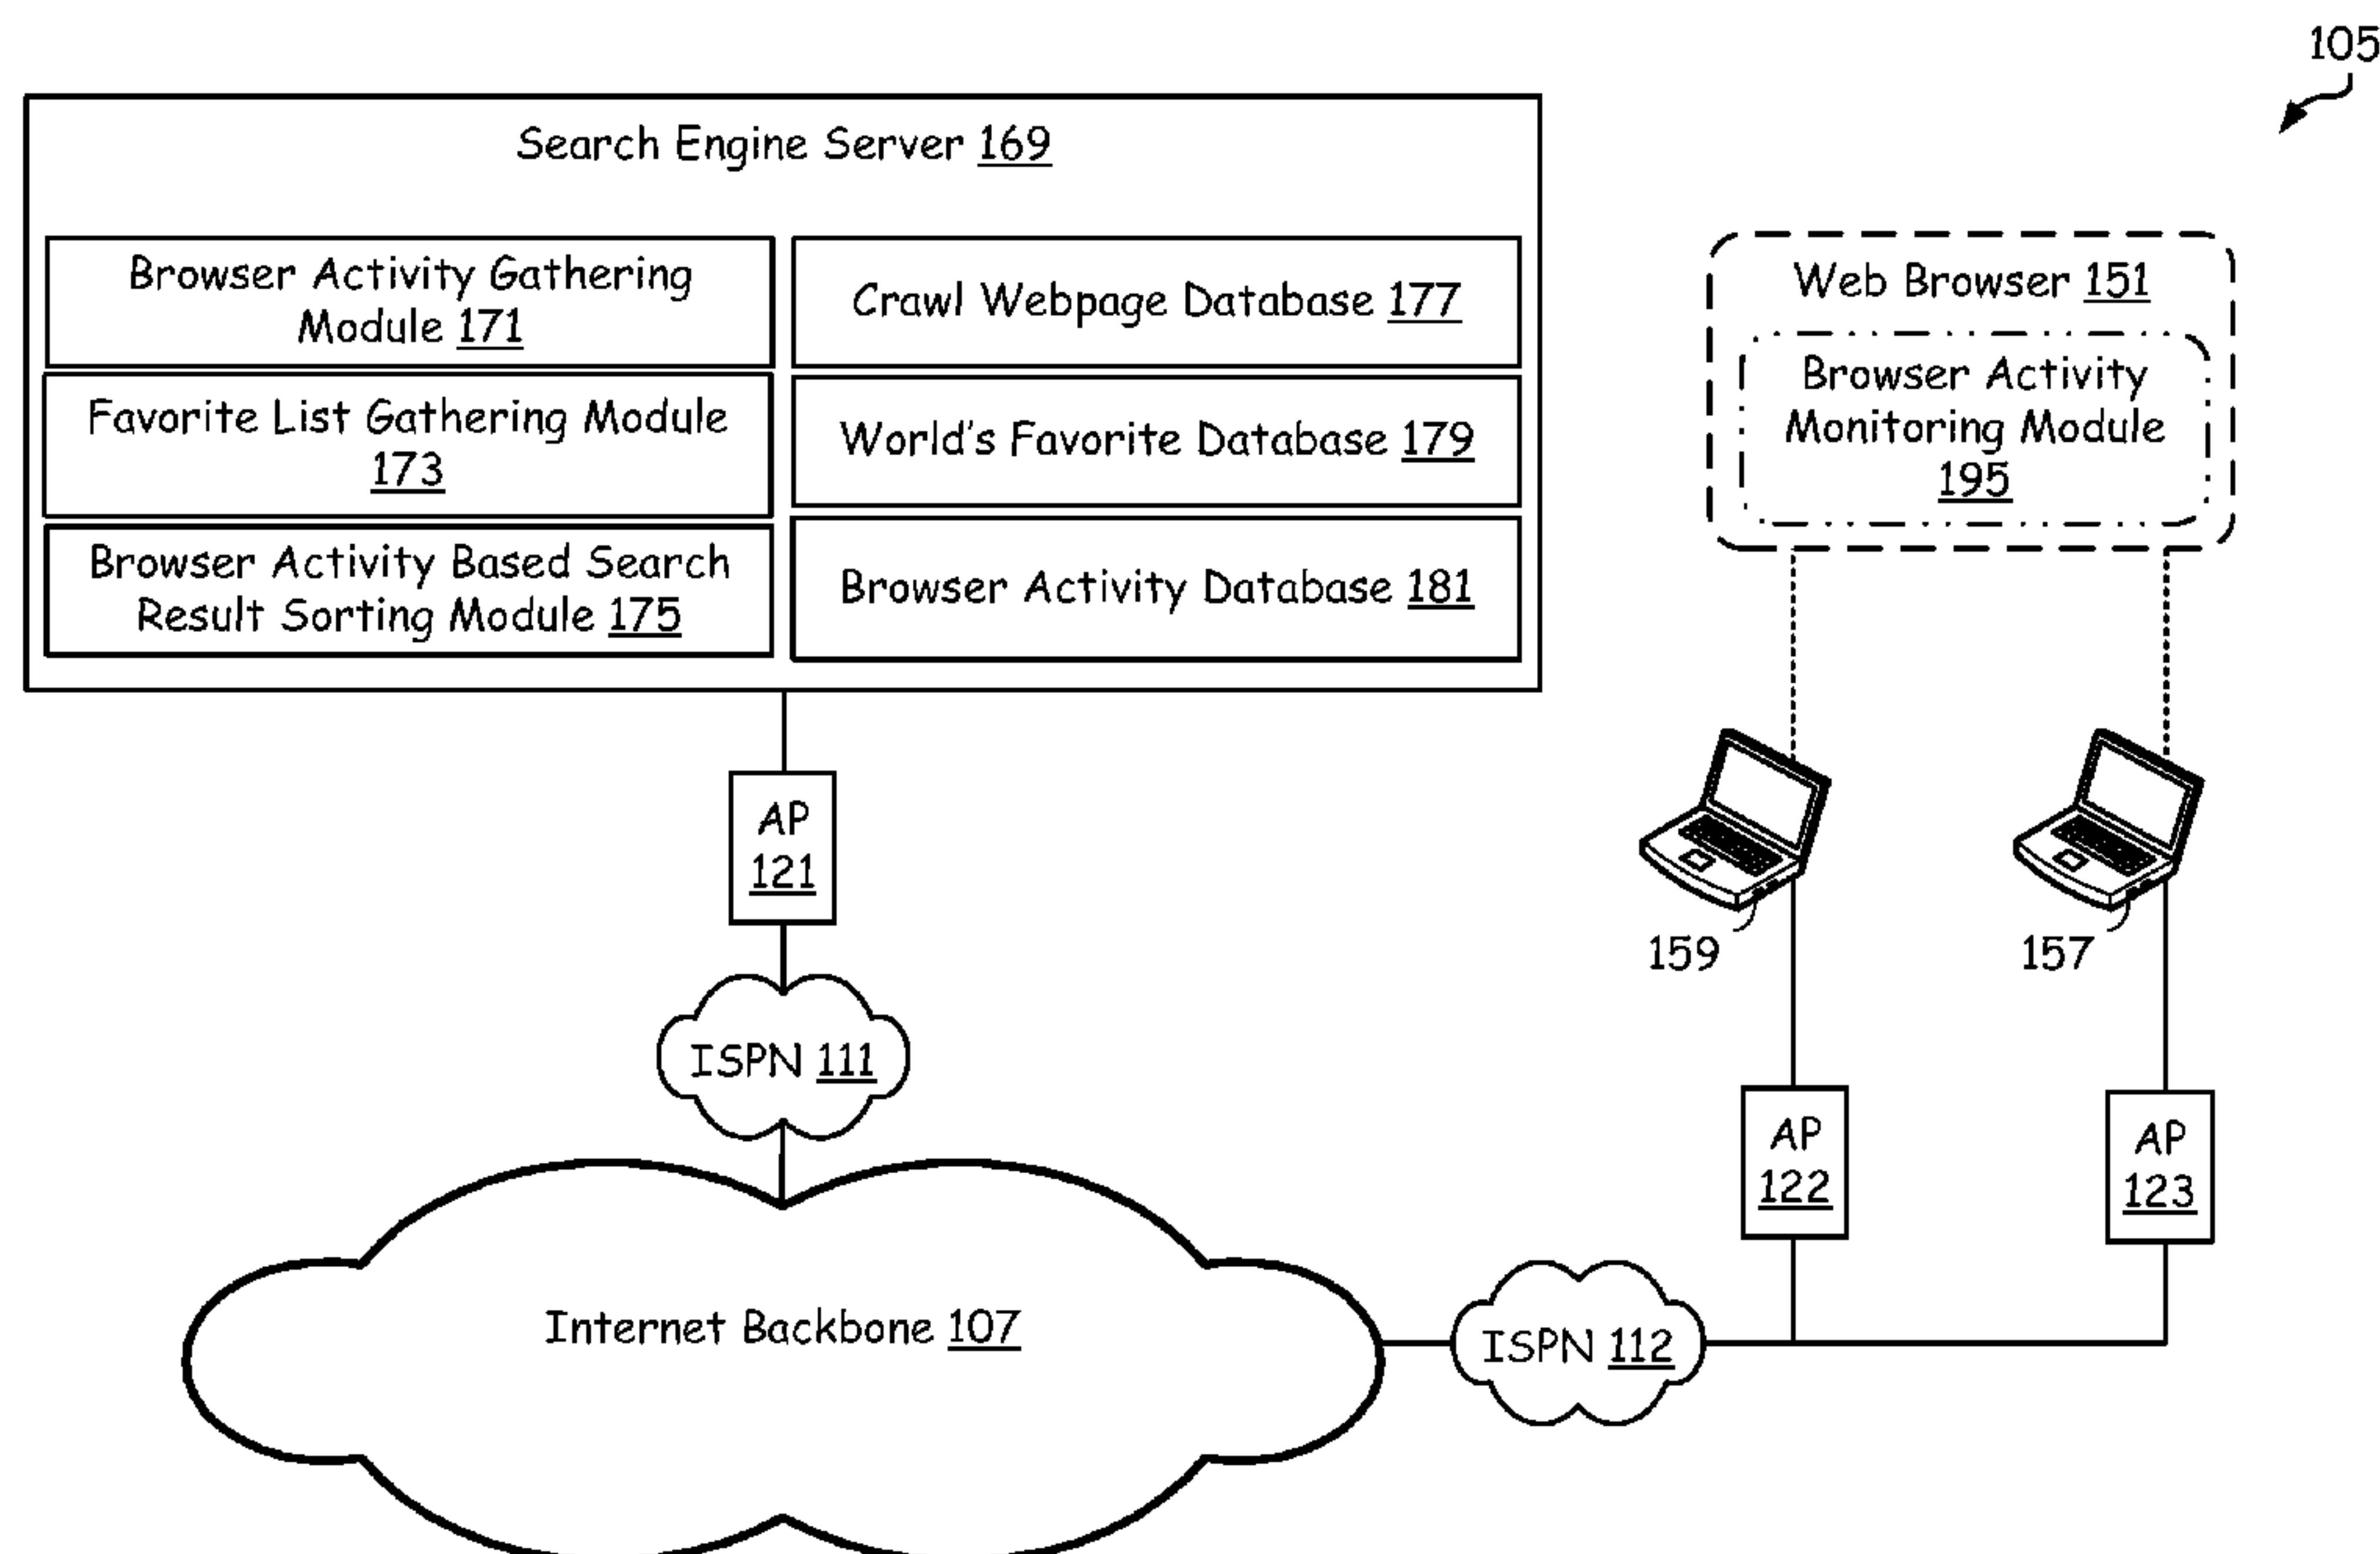 105
Search Engine Server 169
Browser Activity Gathering
Module 171
Crawl Webpage Database 177
Favorite List Gathering Module
173
World's Favorite Database 179
Browser Activity Based Search
Result Sorting Module 175
Browser Activity Database 181
Web Browser 151
Browser Activity
Monitoring Module
195
AP
121
159
157
ISPN 111
AP
122
AP
123
Internet Backbone 107
ISPN 112